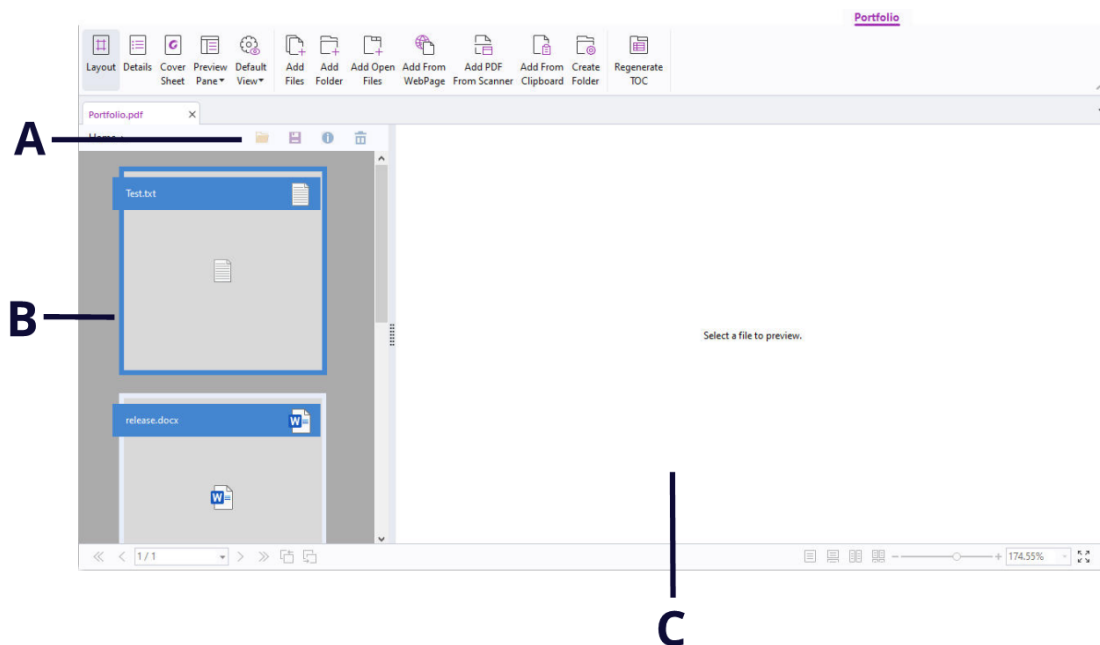 Portfolio
Layout Details Cover Sheet Preview Pane Default View Add Files Add Folder Add Open Files Add From WebPage Add PDF From Scanner Add From Clipboard Create Folder Regenerate TOC
Portfolio.pdf
A
Home
Test.txt
B
Select a file to preview.
release.docx
W
W
1 / 1
174.55%
C